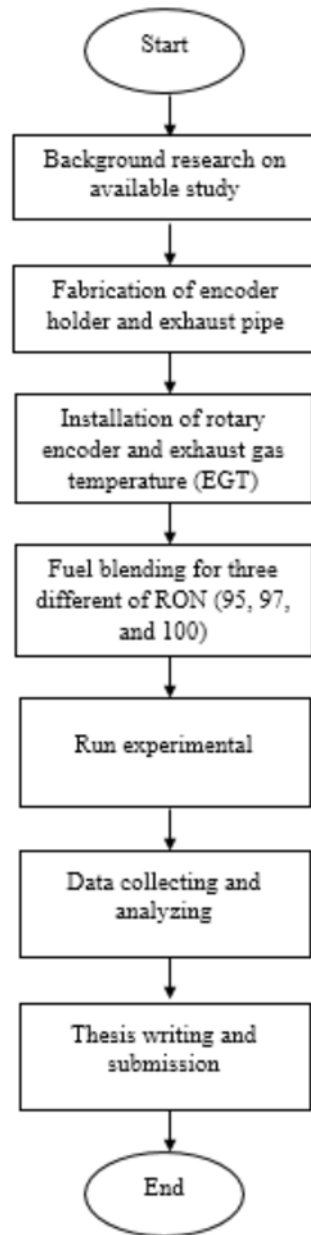 Start
Background research on
available study
Fabrication of encoder
holder and exhaust pipe
Installation of rotary
encoder and exhaust gas
temperature (EGT)
Fuel blending for three
different of RON (95, 97,
and 100)
Run experimental
Data collecting and
analyzing
Thesis writing and
submission
End